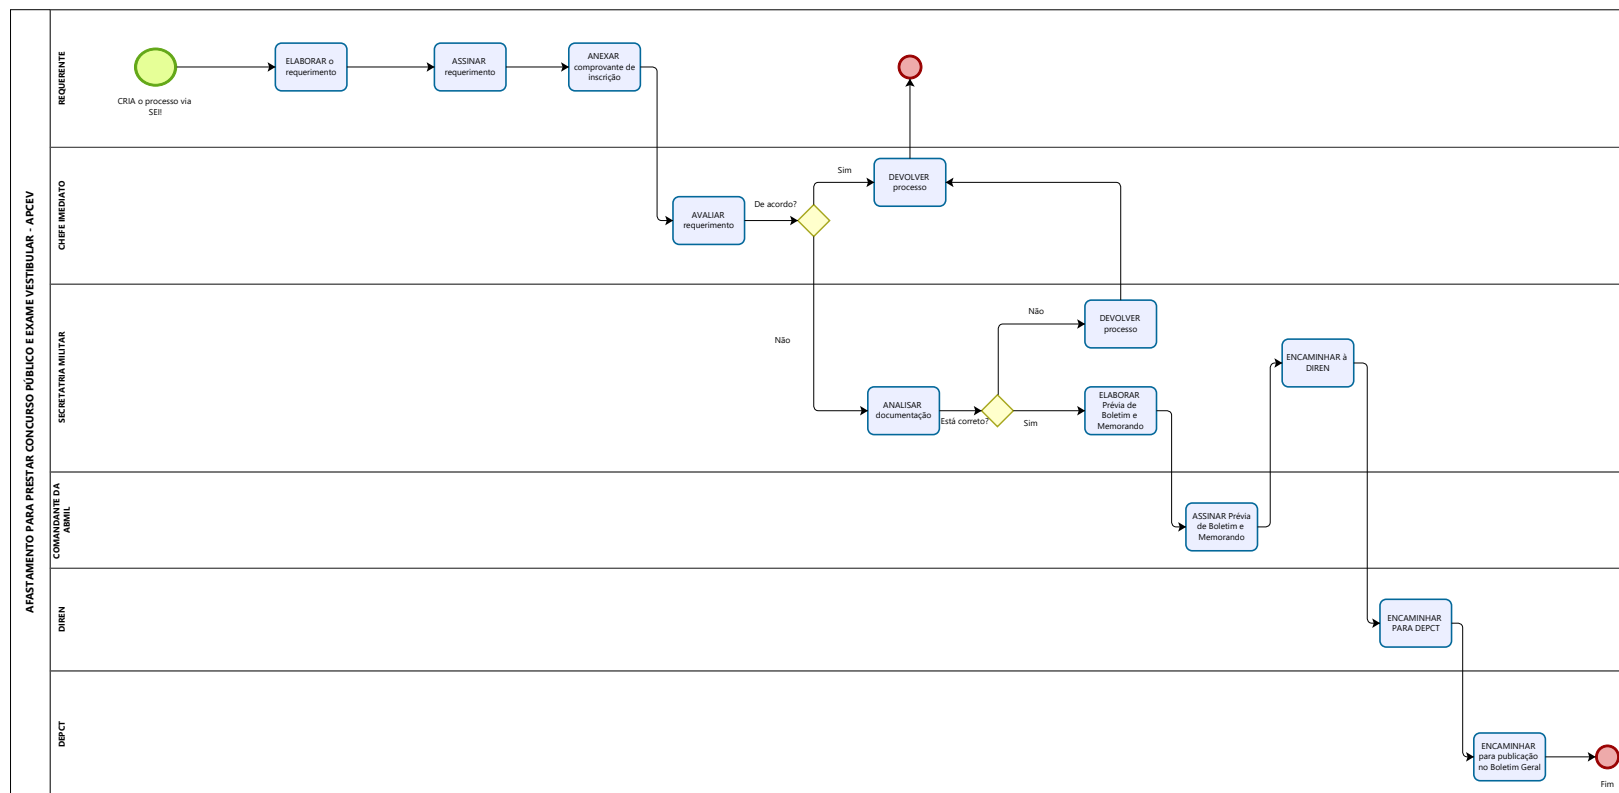 AFASTAMENTO PARA PRESTAR CONCURSO PÚBLICO E EXAME VESTIBULAR - APCEV
REQUERENTE
CRIA o processo via
SEI!
ELABORAR o
requerimento
ASSINAR
requerimento
ANEXAR
comprovante de
inscrição
CHEFE IMEDIATO
AVALIAR
requerimento
De acordo?
Sim
DEVOLVER
processo
Não
SECRETATRIA MILITAR
ANALISAR
documentação
Está correto?
Não
DEVOLVER
processo
Sim
ELABORAR
Prévia de
Boletim e
Memorando
ENCAMINHAR à
DIREN
COMANDANTE DA
ABMIL
ASSINAR Prévia
de Boletim e
Memorando
DIREN
ENCAMINHAR
PARA DEPCT
DEPCT
ENCAMINHAR
para publicação
no Boletim Geral
Fim